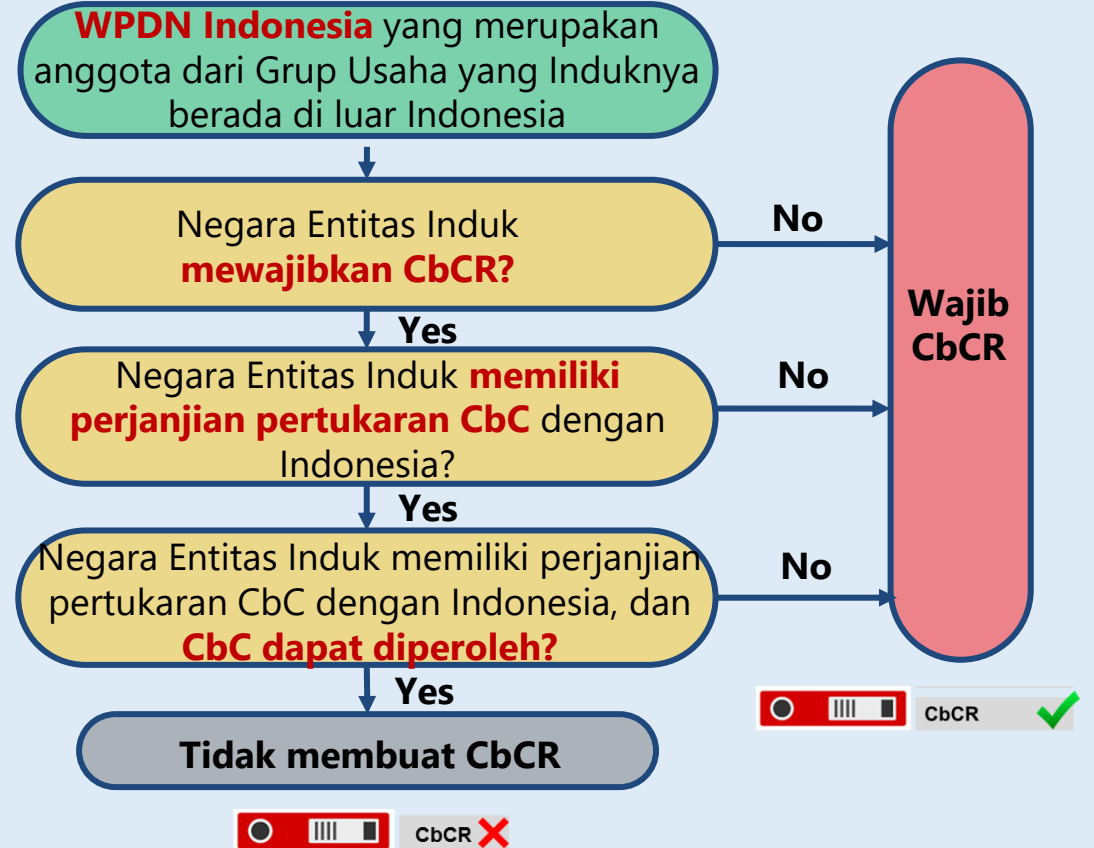 WPDN Indonesia yang merupakan
anggota dari Grup Usaha yang Induknya
berada di luar Indonesia
Negara Entitas Induk
mewajibkan CbCR?
No
Yes
Negara Entitas Induk memiliki
perjanjian pertukaran CbC dengan
Indonesia?
No
Yes
Negara Entitas Induk memiliki perjanjian
pertukaran CbC dengan Indonesia, dan
CbC dapat diperoleh?
No
Yes
Tidak membuat CbCR
CbCR
Wajib
CbCR
CbCR